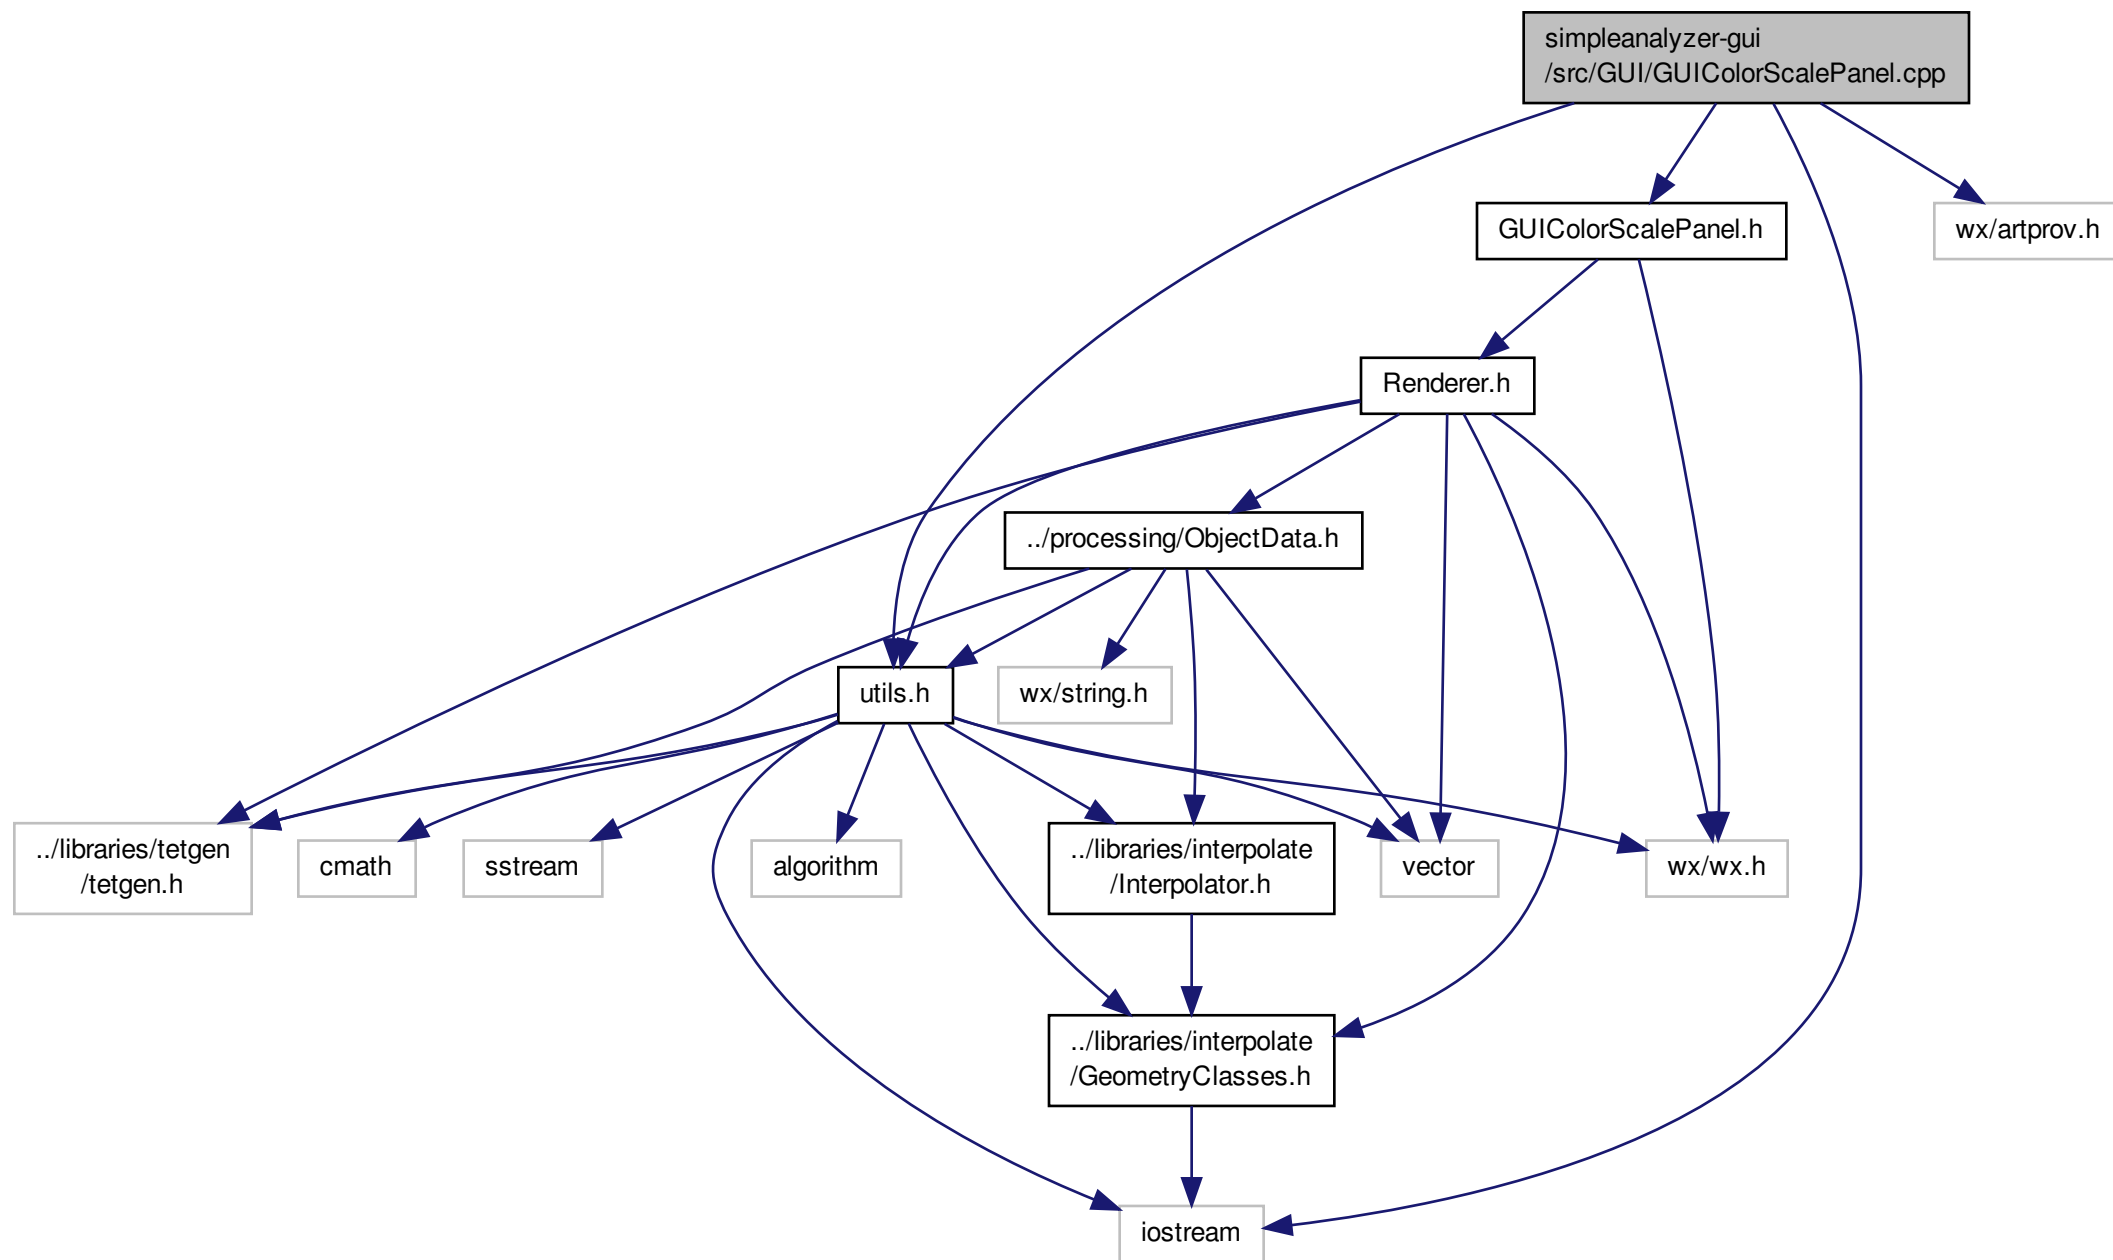 simpleanalyzer-gui
/src/GUI/GUIColorScalePanel.cpp
GUIColorScalePanel.h
wx/artprov.h
Renderer.h
../processing/ObjectData.h
utils.h
wx/string.h
../libraries/tetgen
/tetgen.h
cmath
sstream
algorithm
../libraries/interpolate
/Interpolator.h
vector
wx/wx.h
../libraries/interpolate
/GeometryClasses.h
iostream